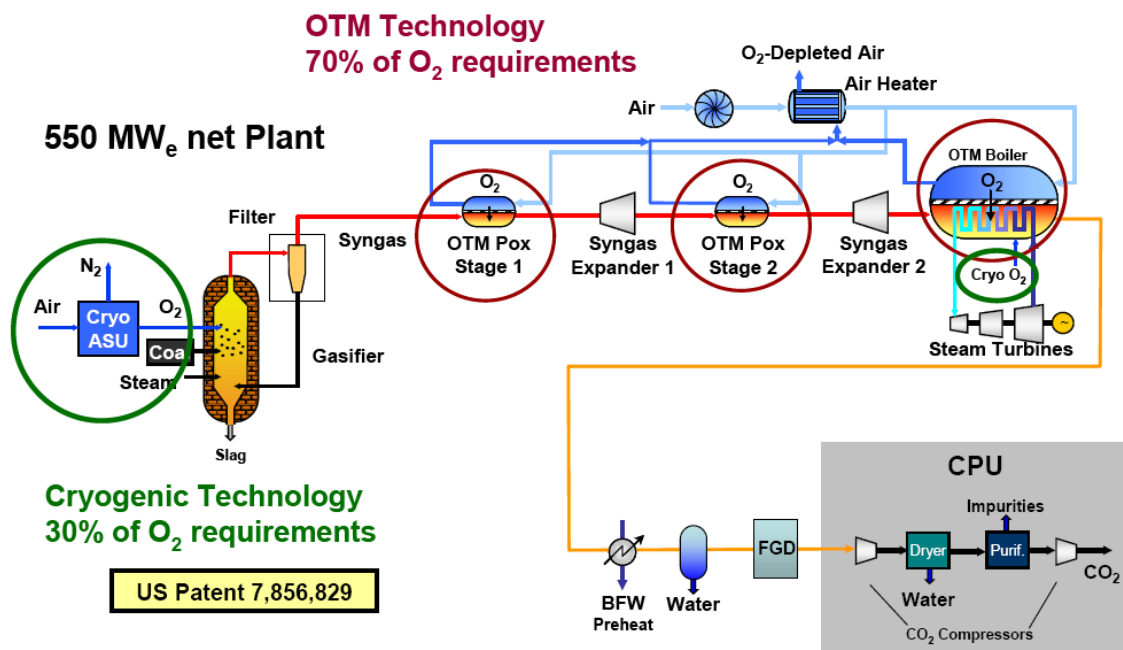 OTM Technology
70% of O2 requirements
O2-Depleted Air
Air Heater
Air
550 MWe net Plant
OTM Boiler
O2
O2
O2
Filter
Syngas
OTM Pox
Stage 1
Syngas
Expander 1
OTM Pox
Stage 2
Syngas
Expander 2
Cryo O2
N2
Air
O2
Cryo
ASU
Coal
Steam
Gasifier
~
Steam Turbines
Slag
Cryogenic Technology
30% of O2 requirements
US Patent 7,856,829
CPU
Impurities
FGD
Dryer
Purif.
CO2
BFW
Preheat
Water
Water
CO2 Compressors